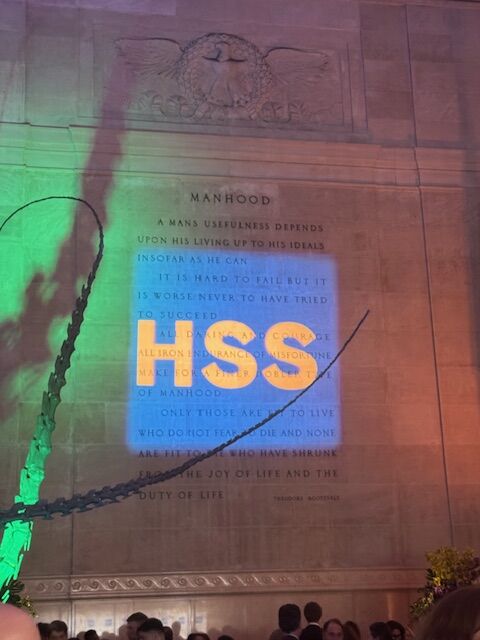 MANHOOD
A MANS USEFULNESS DEPENDS
UPON HIS LIVING UP TO HIS IDEALS
INSOFAR AS HE CAN
IT IS HARD TO FAIL BUT IT
IS WORSE NEVER TO HAVE TRIED
TO SUCCEED
ALL DARING AND COURAGE
ALL IRON ENDURANCE OF MISFORTUNE
MAKE FOR A FINER NOBLER TYPE
OF MANHOOD
HSS
ONLY THOSE ARE FIT TO LIVE
WHO DO NOT FEAR TO DIE AND NONE
ARE FIT TO DIE WHO HAVE SHRUNK
FROM THE JOY OF LIFE AND THE
DUTY OF LIFE
THEODORE ROOSEVELT